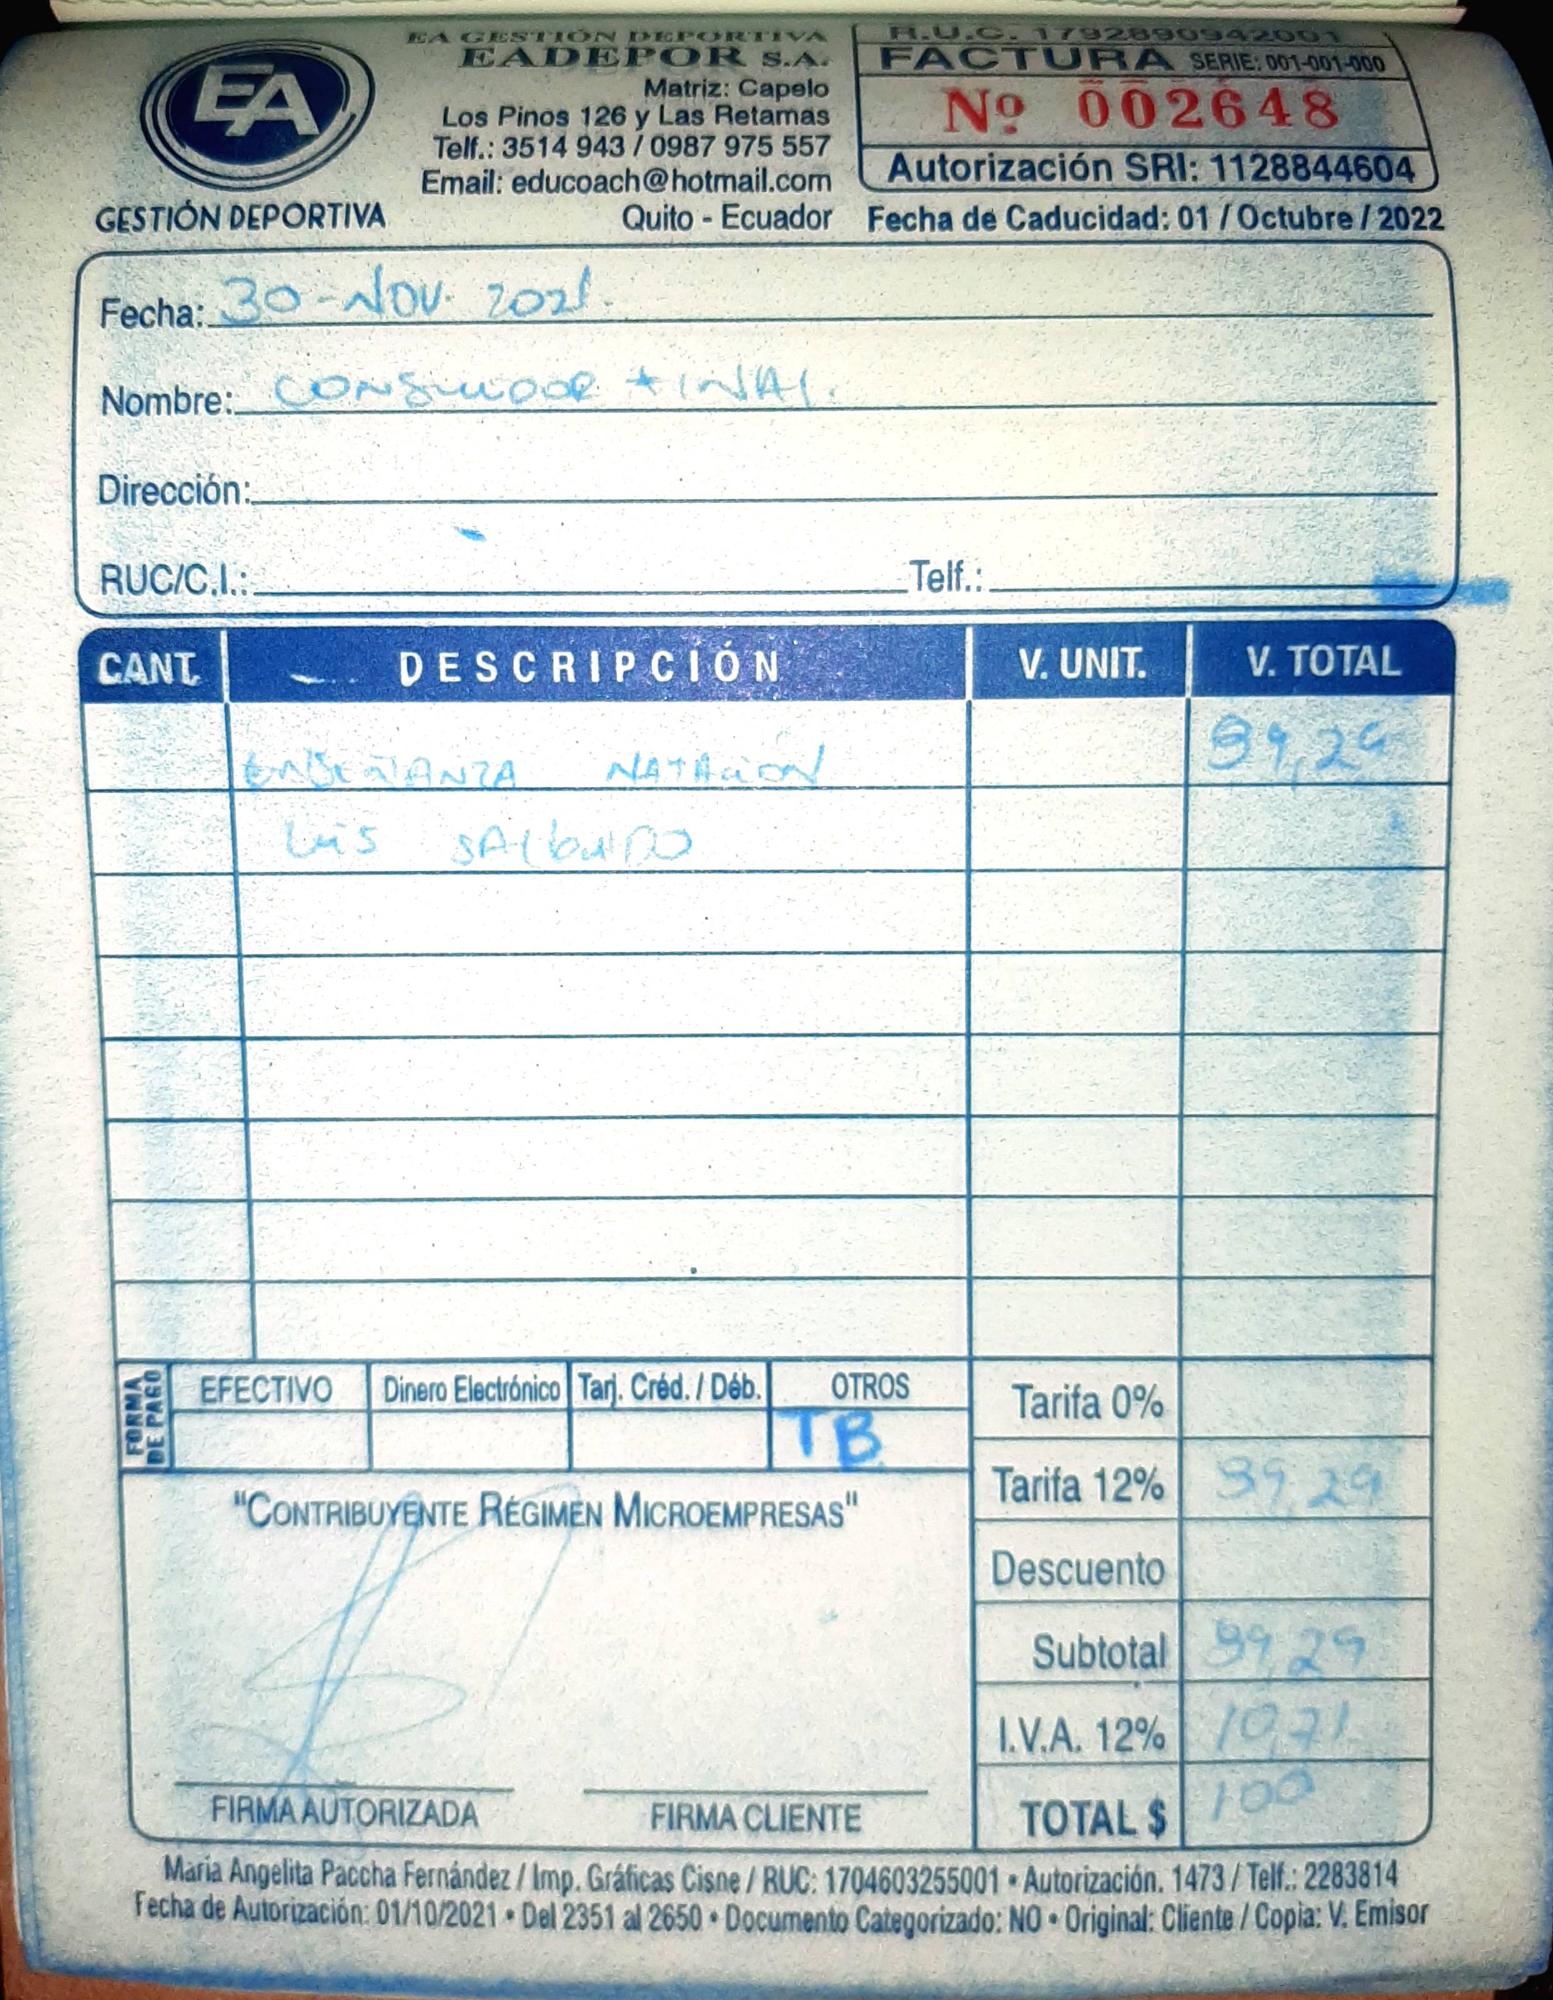 EA GESTIÓN DEPORTIVA
EADEPOR S.A.
Matriz: Capelo
Los Pinos 126 y Las Retamas
Telf.: 3514 943 / 0987 975 557
Email: educoach@hotmail.com
Quito - Ecuador
EA
GESTIÓN DEPORTIVA
R.U.C. 1792890942001
FACTURA SERIE: 001-001-000
Nº 002648
Autorización SRI: 1128844604
Fecha de Caducidad: 01 / Octubre / 2022
Fecha: 30-NOV. 2021.
Nombre: CONSUMIDOR FINAL.
Dirección:
RUC/C.I.: Telf.:
CANT. DESCRIPCIÓN V. UNIT. V. TOTAL
ENSEÑANZA NATACIÓN 89,29
LUIS
FORMA DE PAGO
EFECTIVO Dinero Electrónico Tarj. Créd. / Déb. OTROS
TB
Tarifa 0%
Tarifa 12% 89,29
Descuento
Subtotal 89,29
I.V.A. 12% 10,71
TOTAL $ 100
"CONTRIBUYENTE RÉGIMEN MICROEMPRESAS"
FIRMA AUTORIZADA FIRMA CLIENTE
Maria Angelita Paccha Fernández / Imp. Gráficas Cisne / RUC: 1704603255001 • Autorización. 1473 / Telf.: 2283814
Fecha de Autorización: 01/10/2021 • Del 2351 al 2650 • Documento Categorizado: NO • Original: Cliente / Copia: V. Emisor